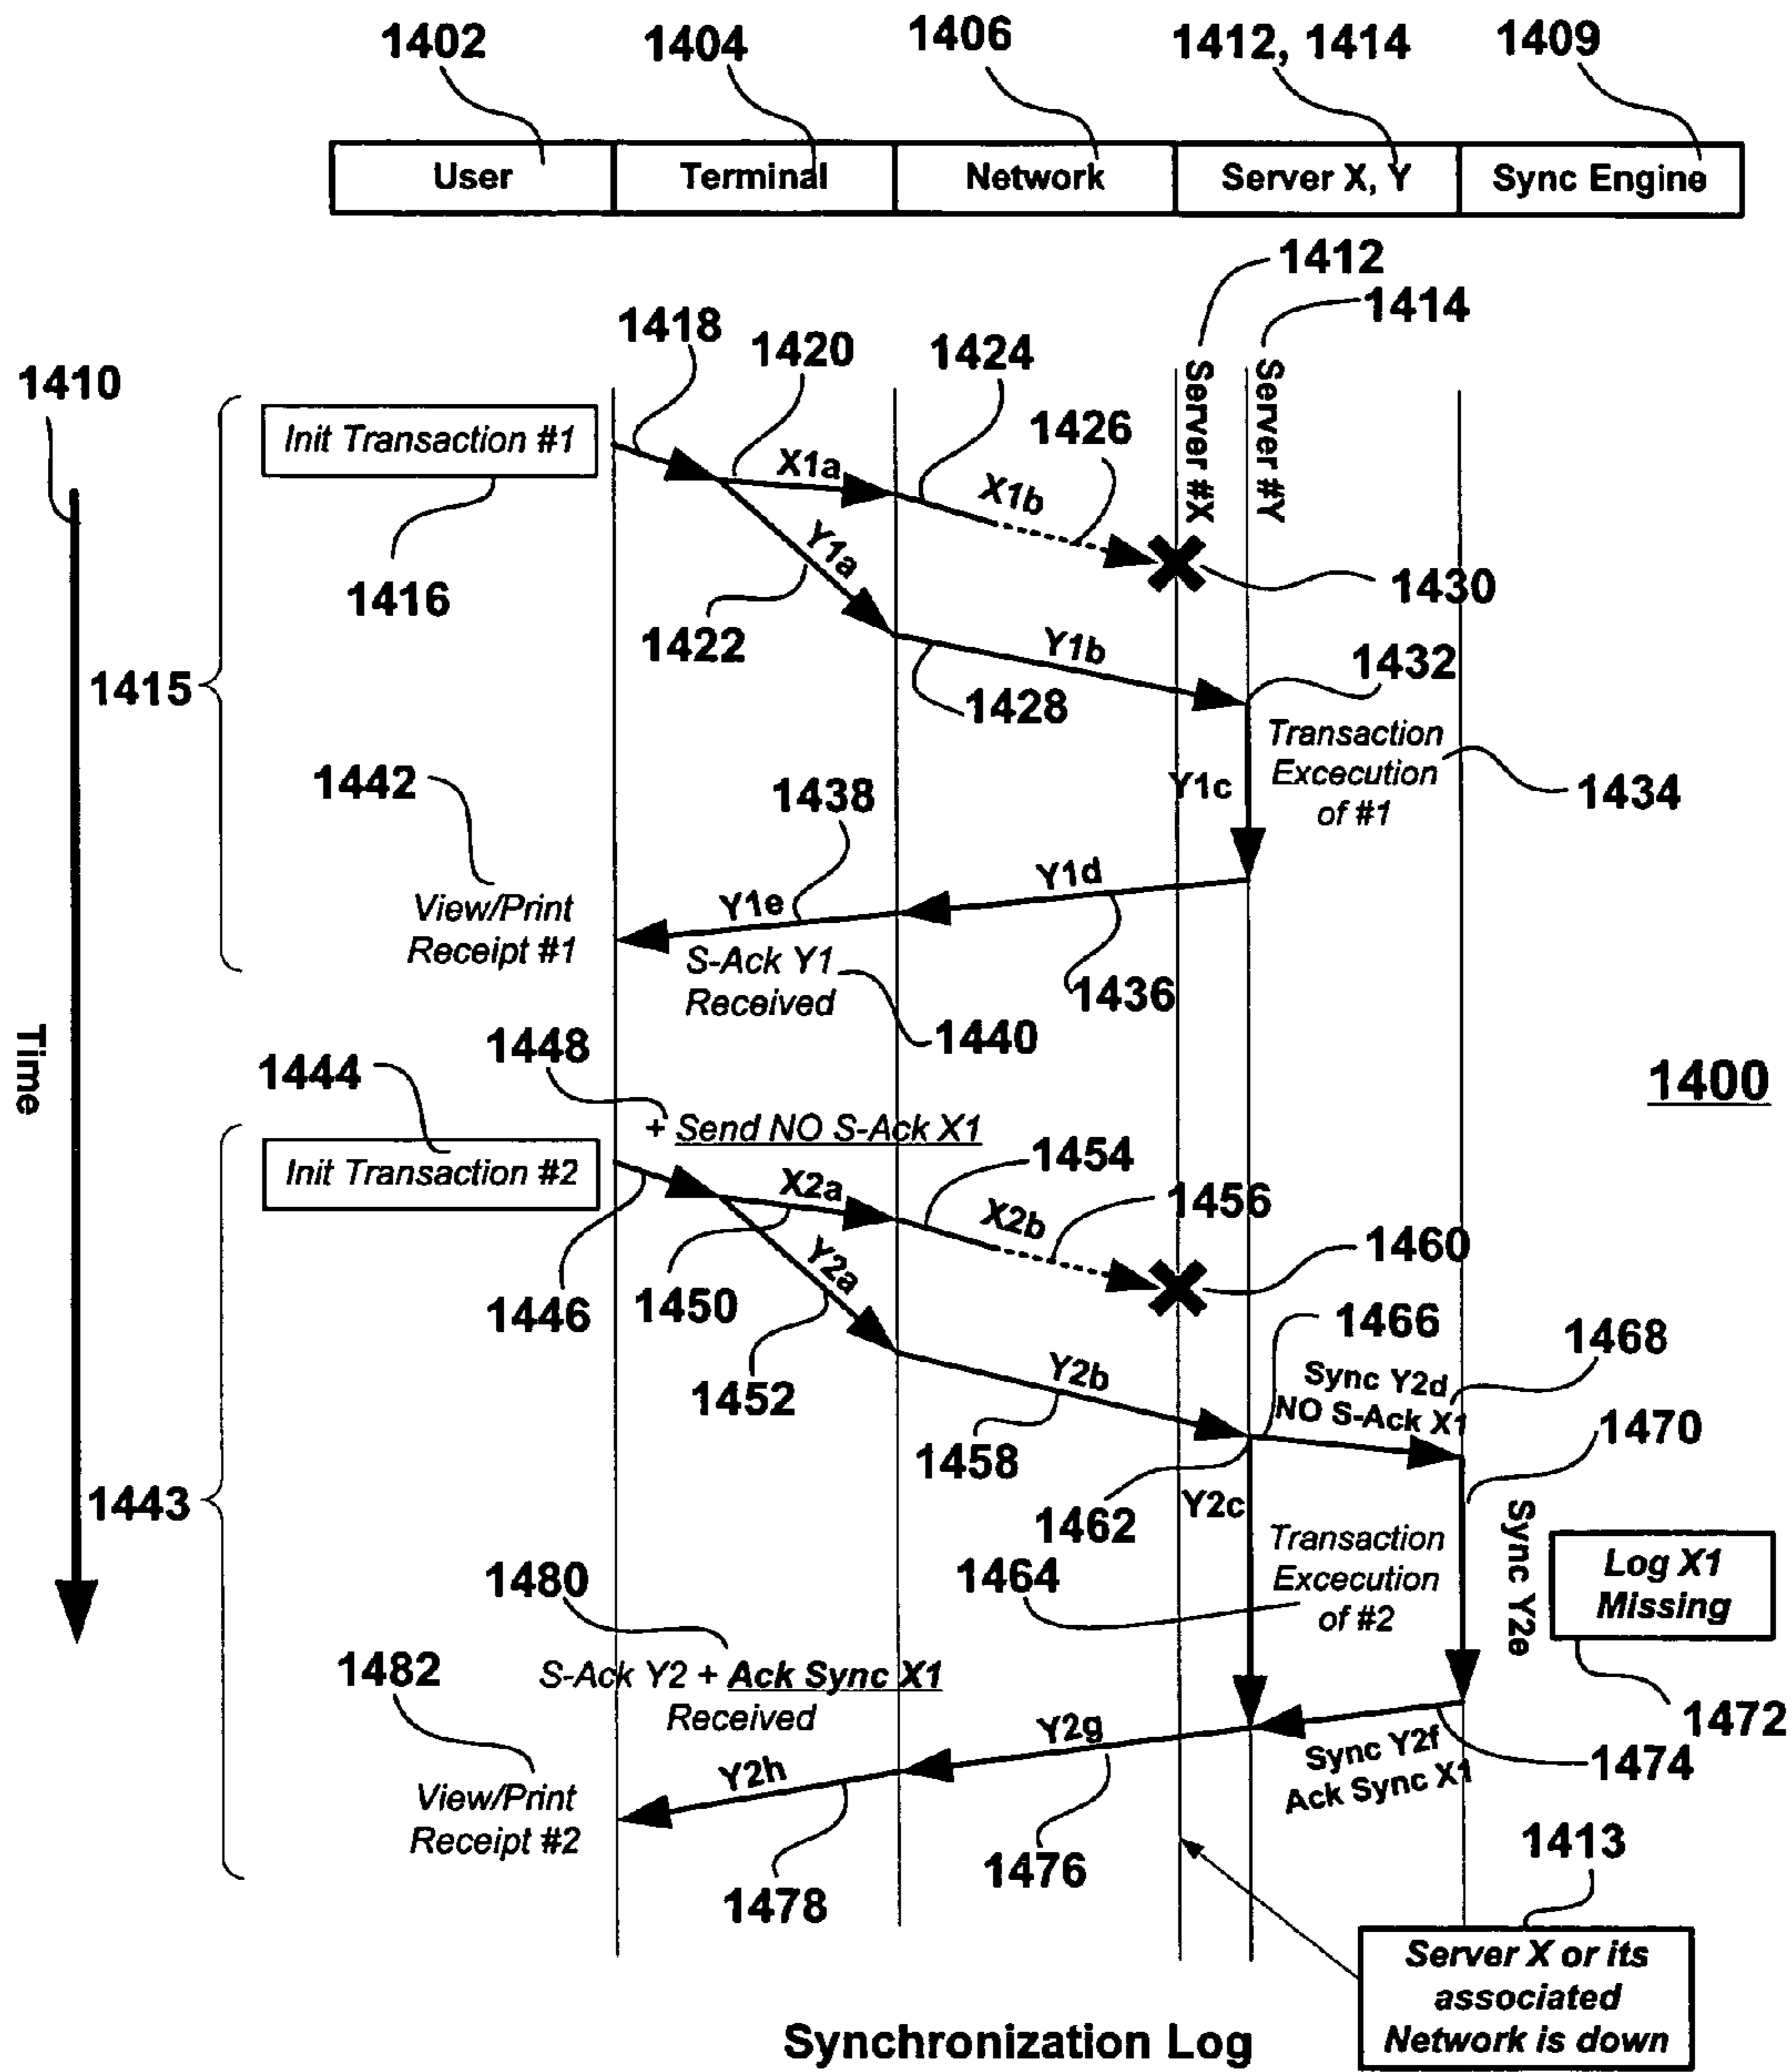 1402
1404
1406
1412, 1414
1409
User
Terminal
Network
Server X, Y
Sync Engine
1412
1414
Server #X
Server #Y
1410
1418
1420
1424
1426
Init Transaction #1
X1a
X1b
1416
Y1a
1430
1422
Y1b
1432
1415
1428
Transaction
Excecution
of #1
Y1c
1434
1442
1438
Y1d
Y1e
View/Print
Receipt #1
S-Ack Y1
Received
1436
1440
Time
1448
1444
1400
+ Send NO S-Ack X1
Init Transaction #2
1454
X2a
X2b
1456
Y2a
1460
1446
1450
1466
1468
1452
Y2b
Sync Y2d
NO S-Ack X1
1470
1458
1443
Y2c
1462
Sync Y2e
Transaction
Excecution
of #2
1464
Log X1
Missing
1480
1482
S-Ack Y2 + Ack Sync X1
Received
1472
Y2g
Y2h
Sync Y2f
Ack Sync X1
1474
View/Print
Receipt #2
1476
1478
1413
Server X or its
associated
Network is down
Synchronization Log